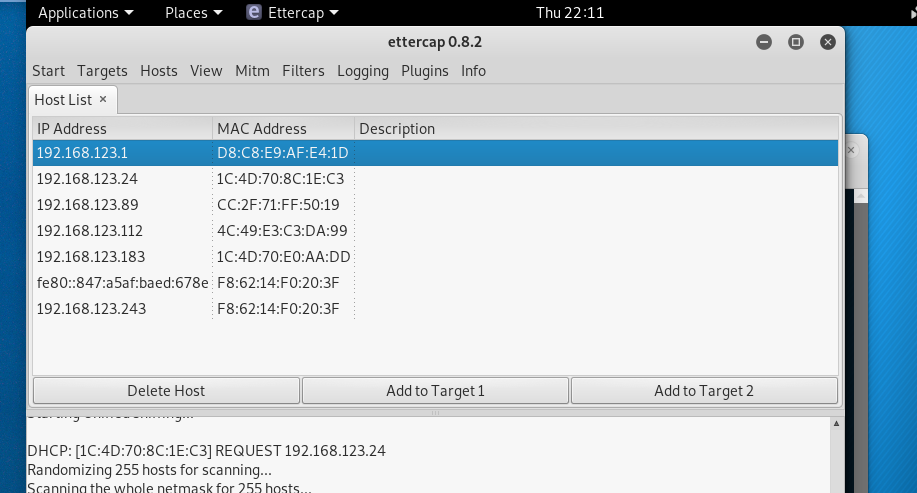 Applications Places Ettercap Thu 22:11
ettercap 0.8.2
Start Targets Hosts View Mitm Filters Logging Plugins Info
Host List ×
IP Address MAC Address Description
192.168.123.1 D8:C8:E9:AF:E4:1D
192.168.123.24 1C:4D:70:8C:1E:C3
192.168.123.89 CC:2F:71:FF:50:19
192.168.123.112 4C:49:E3:C3:DA:99
192.168.123.183 1C:4D:70:E0:AA:DD
fe80::847:a5af:baed:678e F8:62:14:F0:20:3F
192.168.123.243 F8:62:14:F0:20:3F
Delete Host Add to Target 1 Add to Target 2
DHCP: [1C:4D:70:8C:1E:C3] REQUEST 192.168.123.24
Randomizing 255 hosts for scanning...
Scanning the whole netmask for 255 hosts...